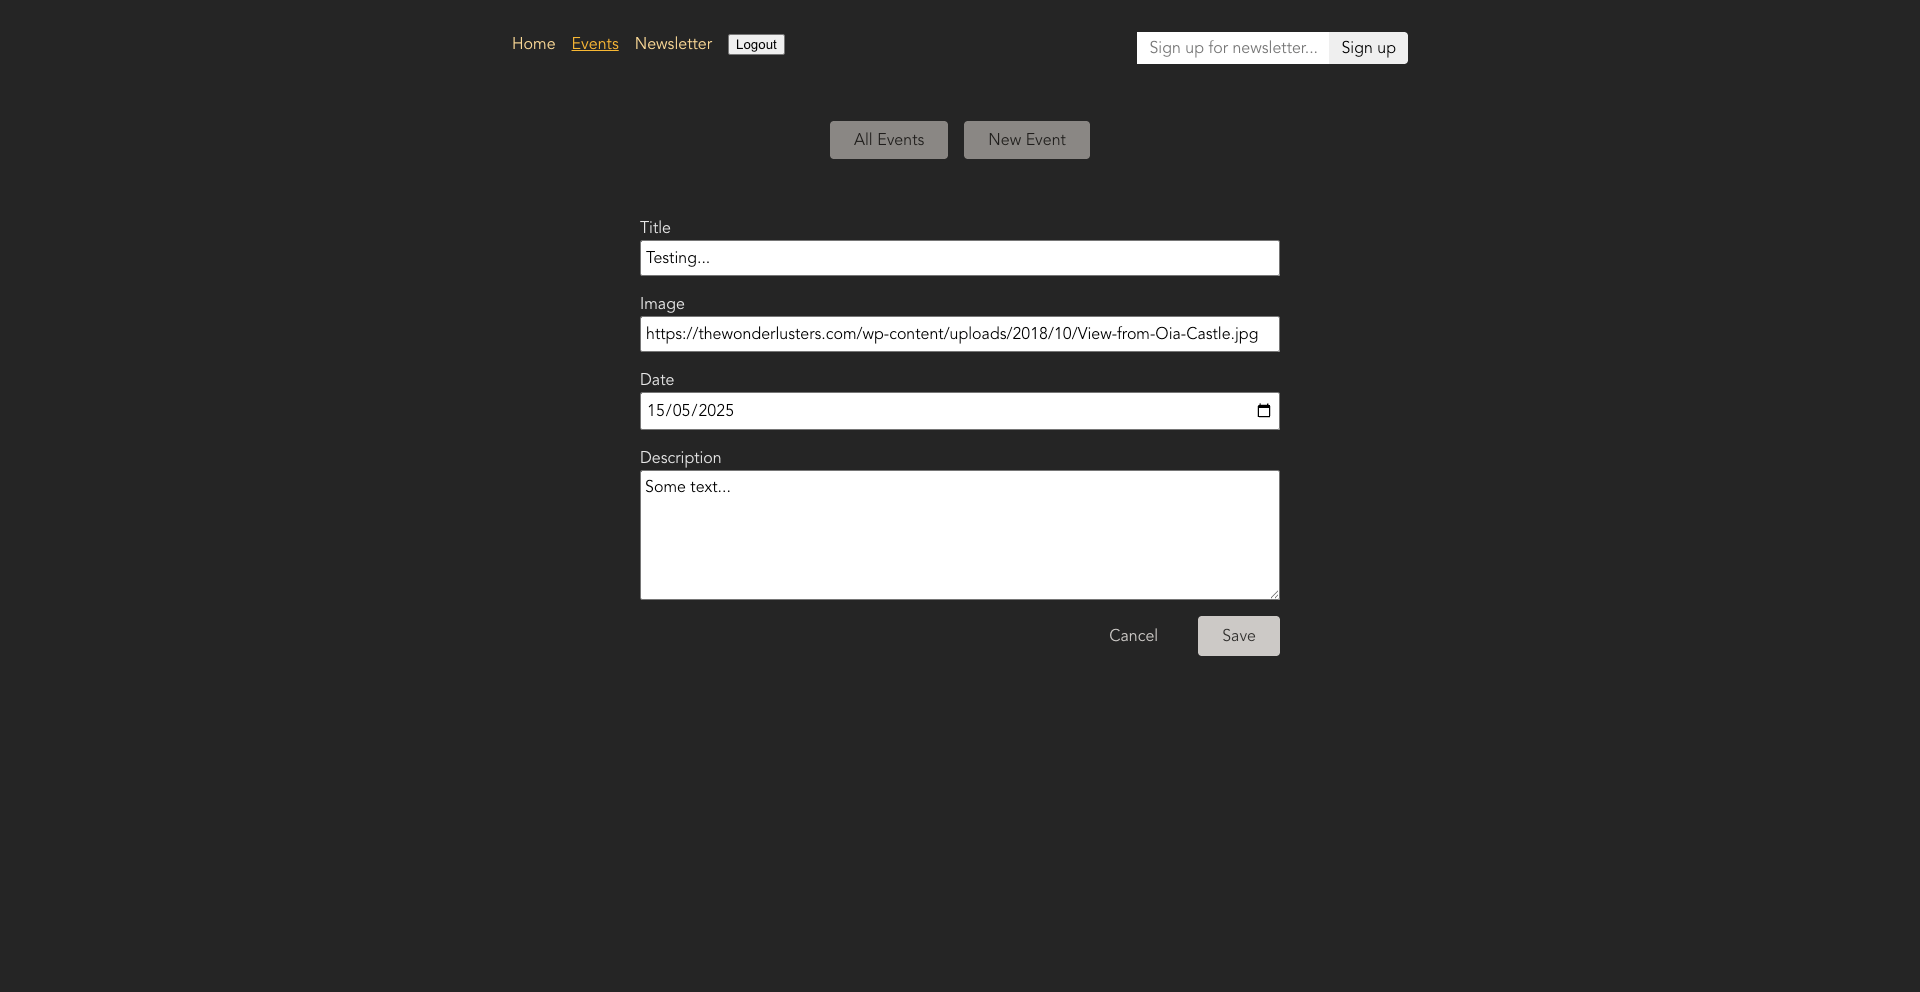 Home Events Newsletter Logout Sign up for newsletter... Sign up
All Events New Event
Title
Testing...
Image
https://thewonderlusters.com/wp-content/uploads/2018/10/View-from-Oia-Castle.jpg
Date
15/05/2025
Description
Some text...
Cancel Save